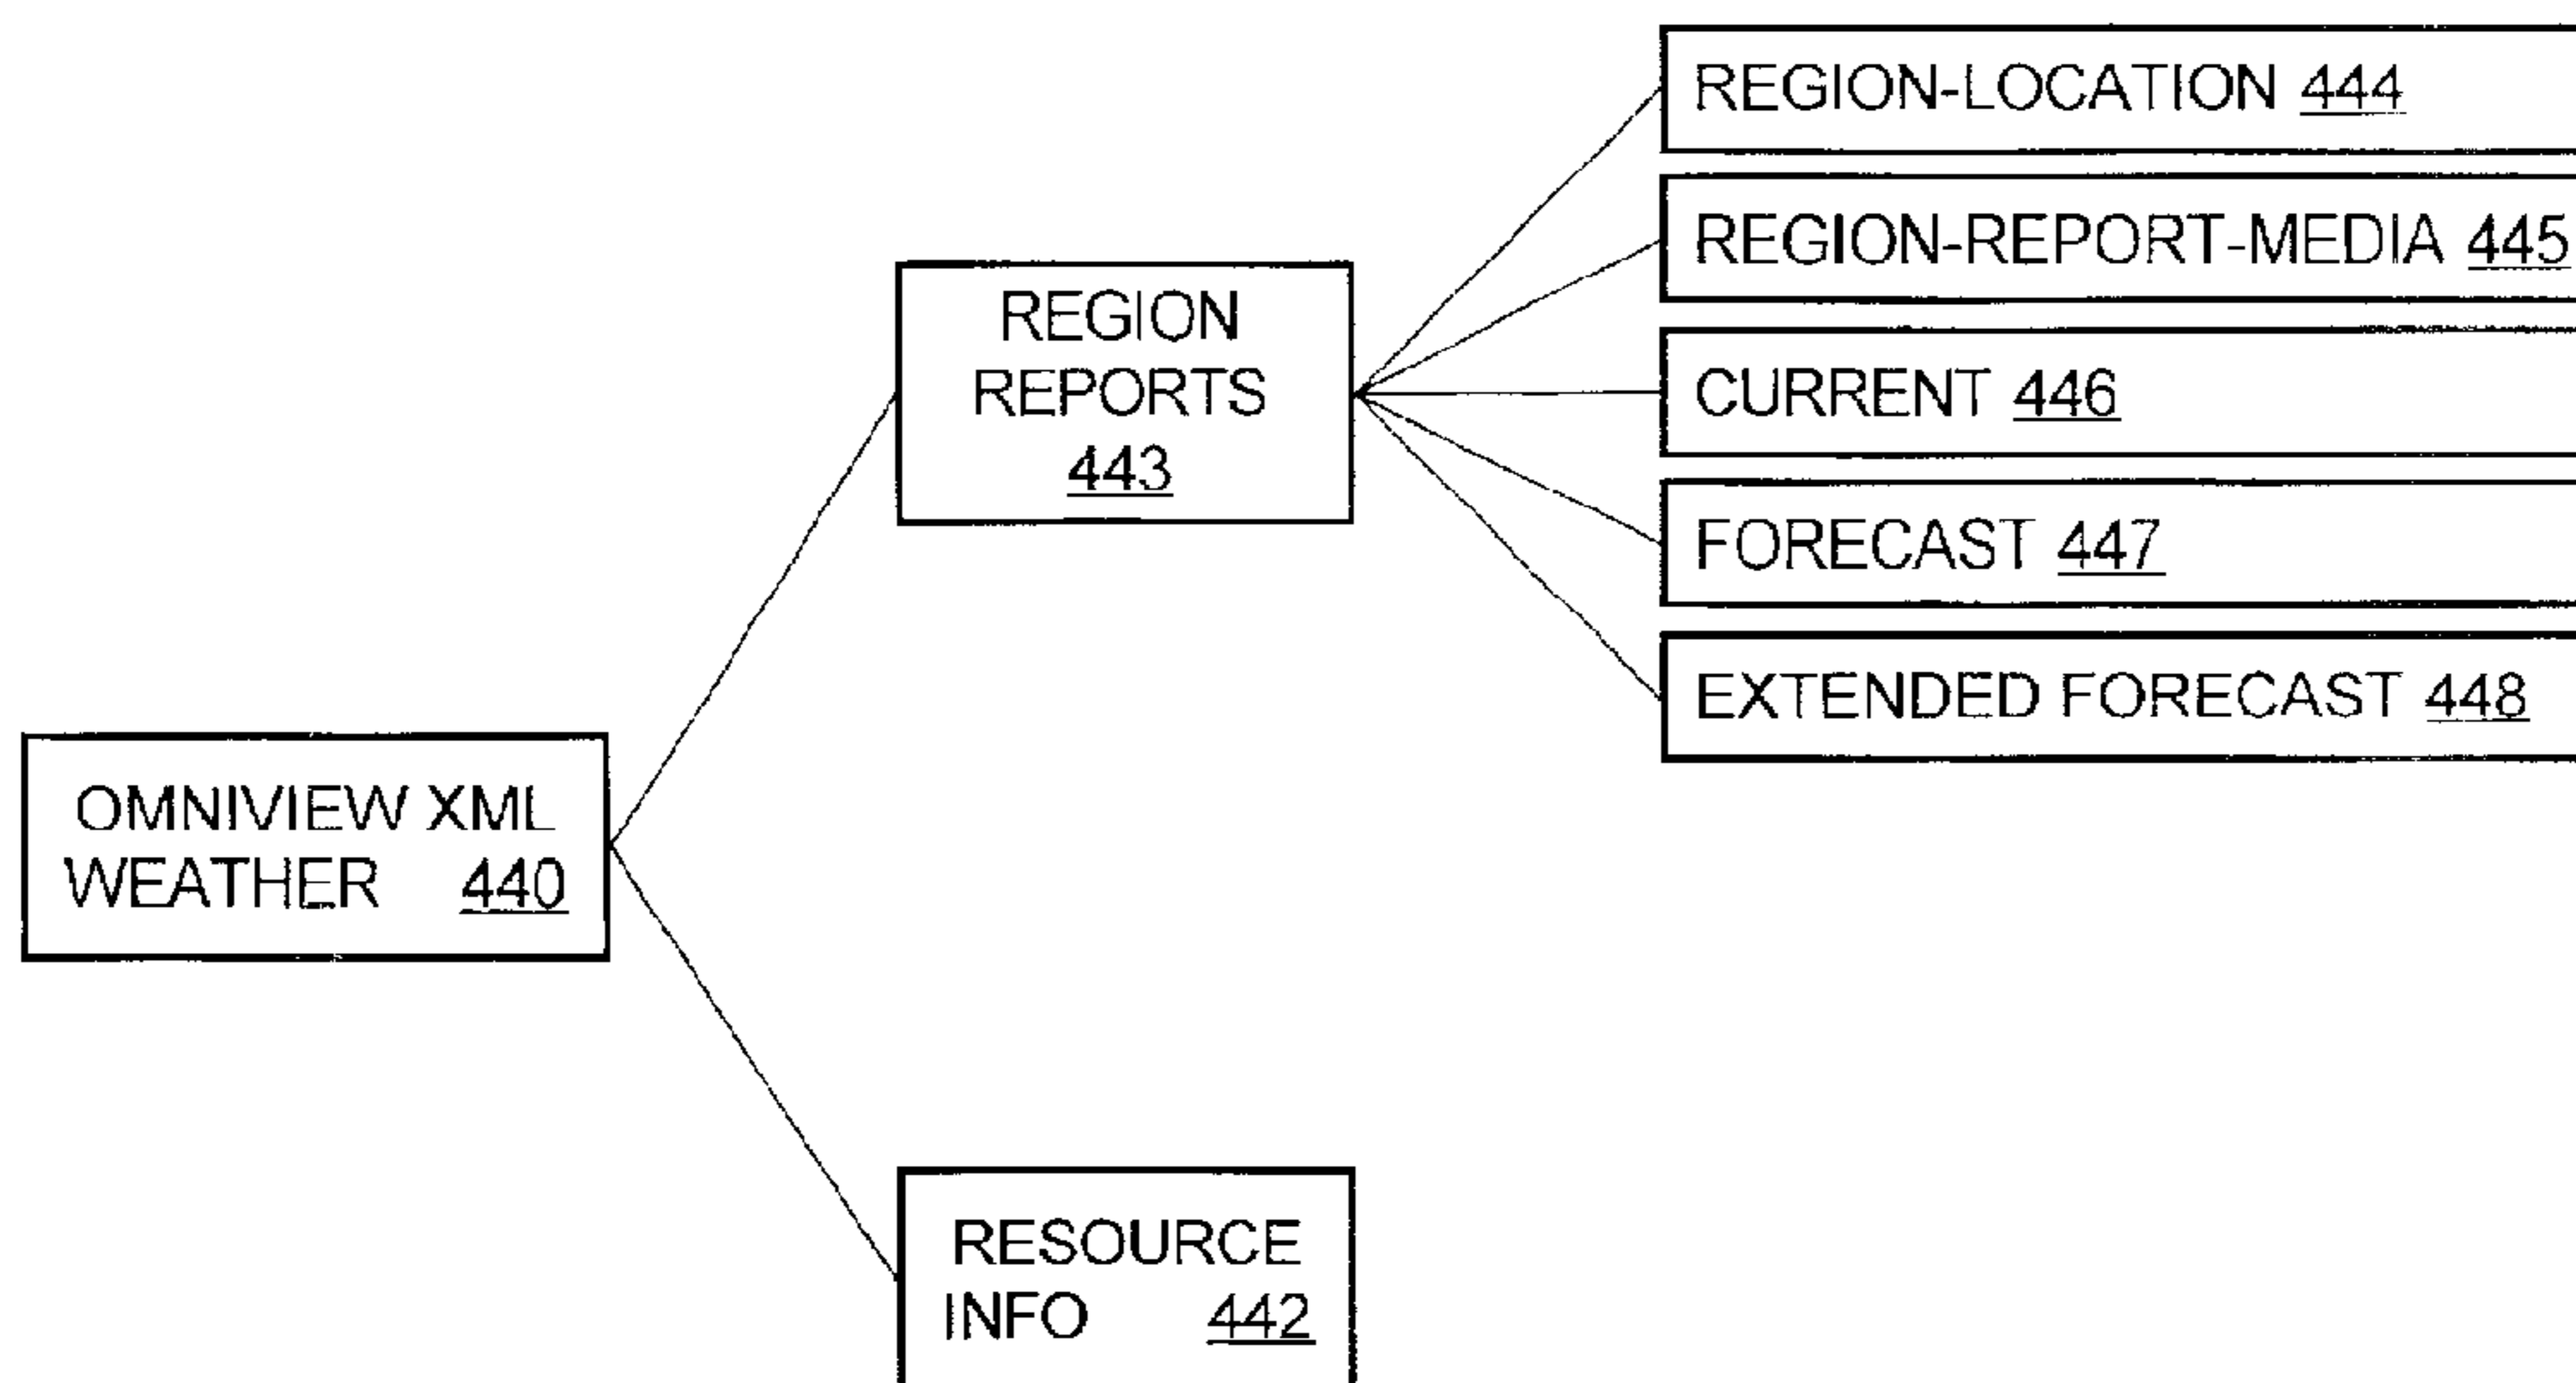 REGION-LOCATION 444
REGION-REPORT-MEDIA 445
REGION
REPORTS
443
CURRENT 446
FORECAST 447
EXTENDED FORECAST 448
OMNIVIEW XML
WEATHER 440
RESOURCE
INFO 442